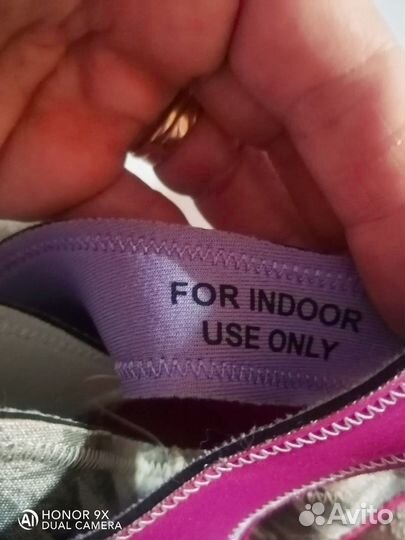 FOR INDOOR
USE ONLY
HONOR 9X
DUAL CAMERA
Avito